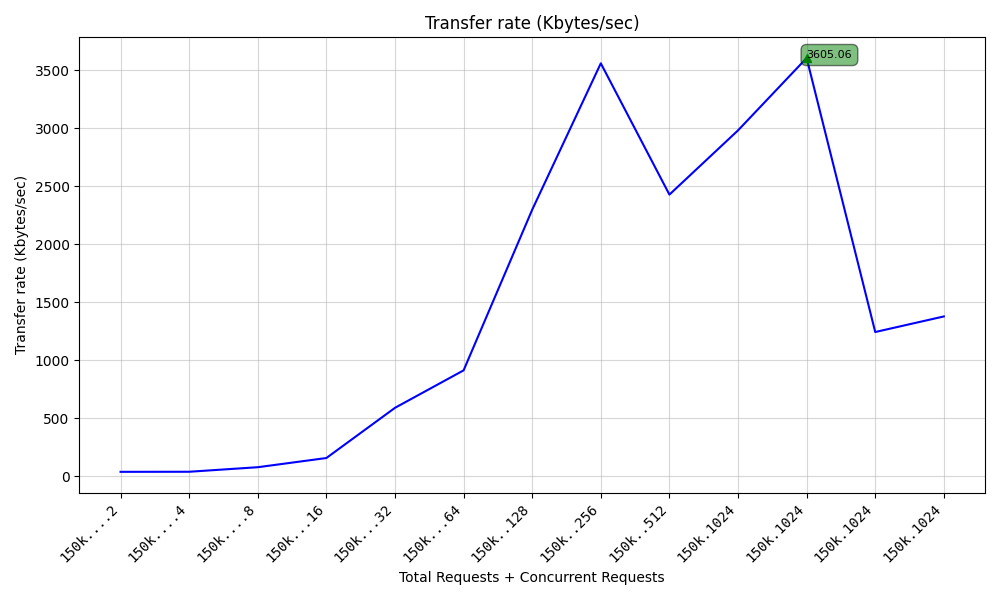 Transfer rate (Kbytes/sec)
3605.06
Transfer rate (Kbytes/sec)
3500
3000
2500
2000
1500
1000
500
0
150k....2
150k....4
150k....8
150k...16
150k...32
150k...64
150k..128
150k..256
150k..512
150k.1024
150k.1024
150k.1024
150k.1024
Total Requests + Concurrent Requests